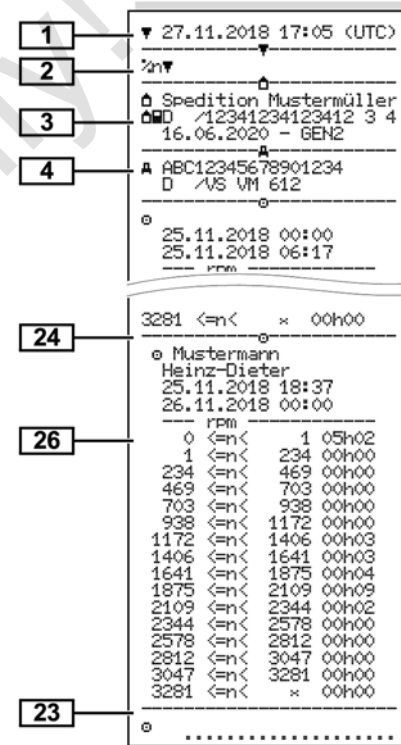 1 ▼ 27.11.2018 17:05 (UTC)
2 %n▼
Spedition Mustermüller
3 D /12341234123412 3 4
16.06.2020 – GEN2
4 ABC12345678901234
D /VS VM 612
25.11.2018 00:00
25.11.2018 06:17
--- rpm
3281 <=n< × 00h00
24
Mustermann
Heinz-Dieter
25.11.2018 18:37
26.11.2018 00:00
--- rpm
26 0 <=n< 1 05h02
1 <=n< 234 00h00
234 <=n< 469 00h00
469 <=n< 703 00h00
703 <=n< 938 00h00
938 <=n< 1172 00h00
1172 <=n< 1406 00h03
1406 <=n< 1641 00h03
1641 <=n< 1875 00h04
1875 <=n< 2109 00h09
2109 <=n< 2344 00h02
2344 <=n< 2578 00h00
2578 <=n< 2812 00h00
2812 <=n< 3047 00h00
3047 <=n< 3281 00h00
3281 <=n< × 00h00
23
....................